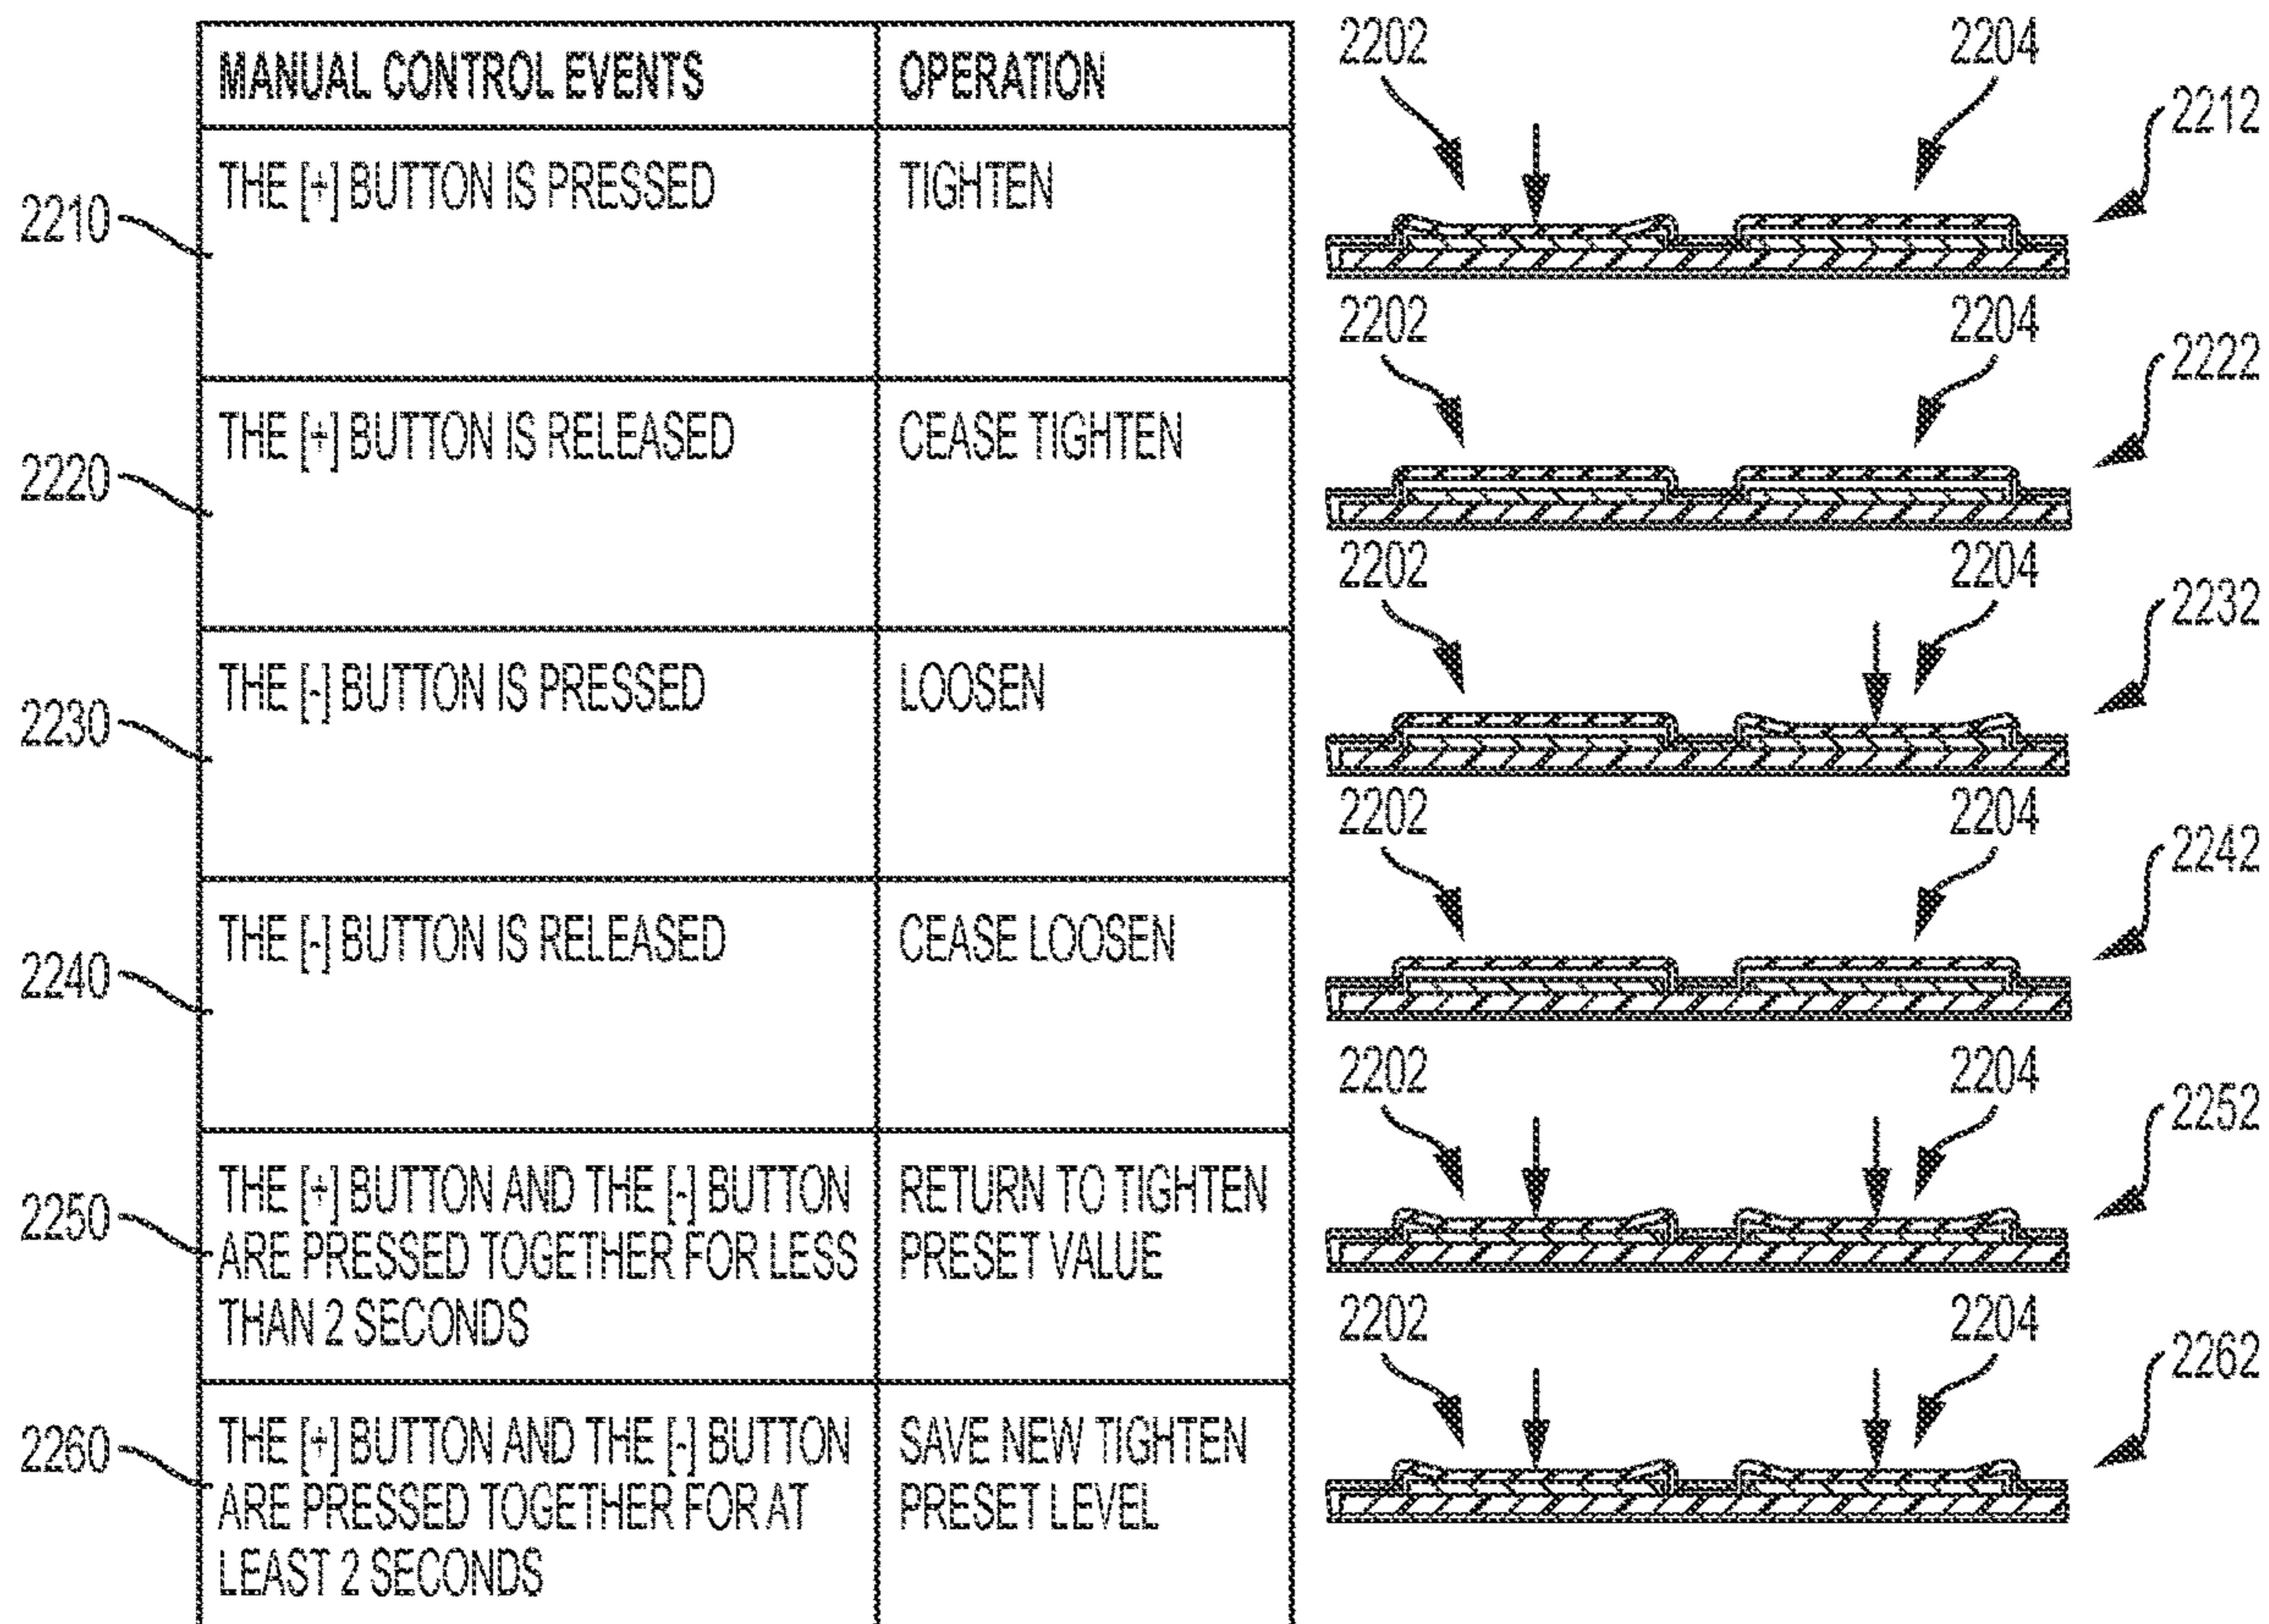 MANUAL CONTROL EVENTS OPERATION
2202 2204
2212
2210 THE [+] BUTTON IS PRESSED TIGHTEN
2202 2204
2222
2220 THE [+] BUTTON IS RELEASED CEASE TIGHTEN
2202 2204
2232
2230 THE [-] BUTTON IS PRESSED LOOSEN
2202 2204
2242
2240 THE [-] BUTTON IS RELEASED CEASE LOOSEN
2202 2204
2252
2250 THE [+] BUTTON AND THE [-] BUTTON RETURN TO TIGHTEN
ARE PRESSED TOGETHER FOR LESS PRESET VALUE
THAN 2 SECONDS
2202 2204
2262
2260 THE [+] BUTTON AND THE [-] BUTTON SAVE NEW TIGHTEN
ARE PRESSED TOGETHER FOR AT PRESET LEVEL
LEAST 2 SECONDS